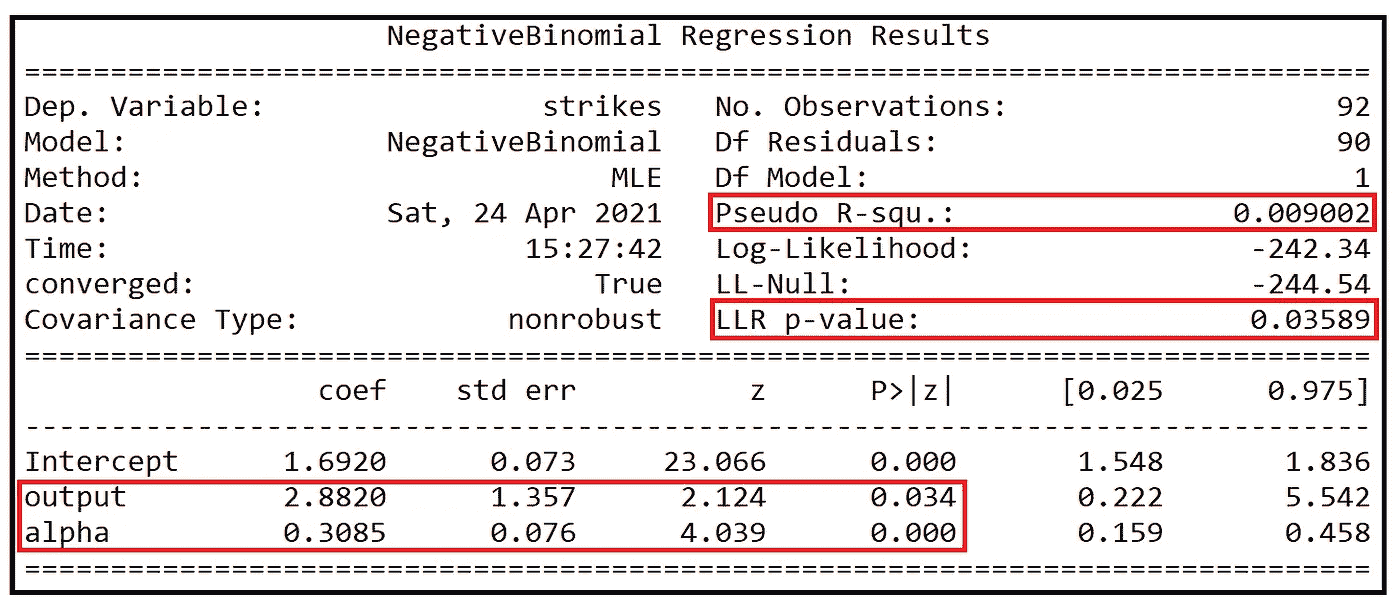 NegativeBinomial Regression Results
==============================================================================
Dep. Variable: strikes No. Observations: 92
Model: NegativeBinomial Df Residuals: 90
Method: MLE Df Model: 1
Date: Sat, 24 Apr 2021 Pseudo R-squ.: 0.009002
Time: 15:27:42 Log-Likelihood: -242.34
converged: True LL-Null: -244.54
Covariance Type: nonrobust LLR p-value: 0.03589
==============================================================================
coef std err z P>|z| [0.025 0.975]
------------------------------------------------------------------------------
Intercept 1.6920 0.073 23.066 0.000 1.548 1.836
output 2.8820 1.357 2.124 0.034 0.222 5.542
alpha 0.3085 0.076 4.039 0.000 0.159 0.458
==============================================================================